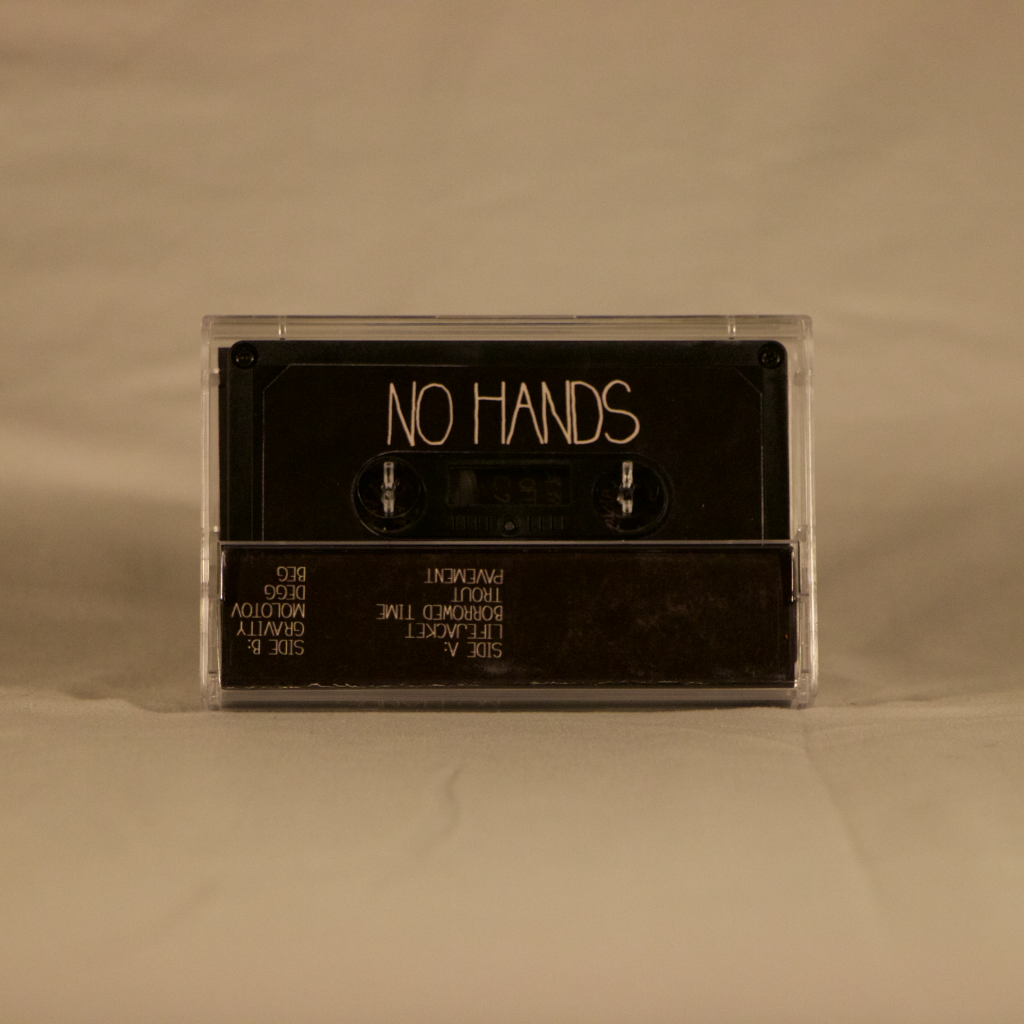 NO HANDS
SIDE A:
LIFEJACKET
BORROWED TIME
TROUT
PAVEMENT
SIDE B:
GRAVITY
MOLOTOV
DEGG
BEG